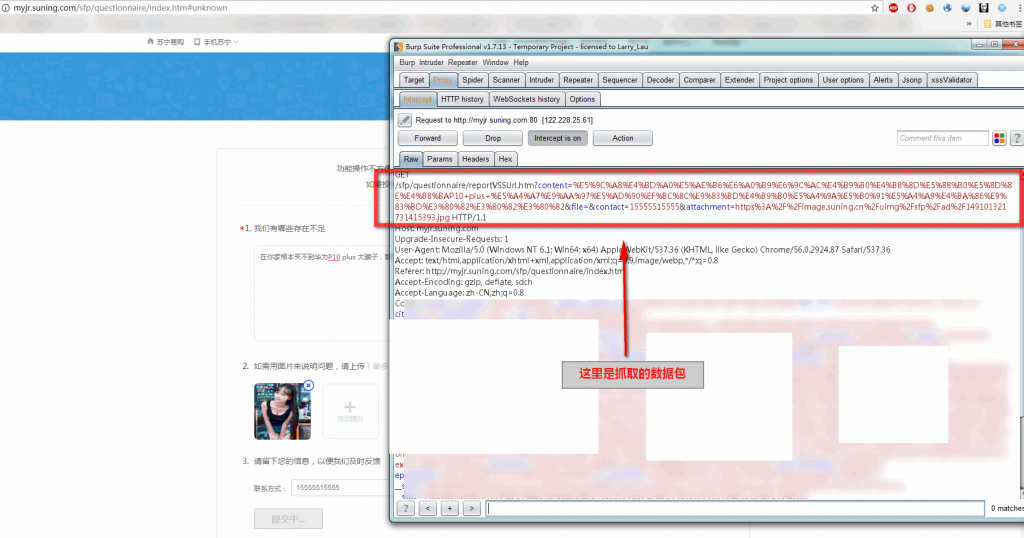 myjr.suning.com/sfp/questionnaire/index.htm#unknown
»
其他书签
苏宁易购 手机苏宁
Burp Suite Professional v1.7.13 - Temporary Project - licensed to Larry_Lau
Burp Intruder Repeater Window Help
Target Proxy Spider Scanner Intruder Repeater Sequencer Decoder Comparer Extender Project options User options Alerts Jsonp xssValidator
Intercept HTTP history WebSockets history Options
Request to http://myjr.suning.com:80 [122.228.25.61]
Forward Drop Intercept is on Action Comment this item ?
Raw Params Headers Hex
功能操作不方便
GET
/sfp/questionnaire/reportVSSUrl.htm?content=%E5%9C%A8%E4%BD%A0%E5%AE%B6%E6%A0%B9%E6%9C%AC%E4%B9%B0%E4%B8%8D%E5%88%B0%E5%8D%8
E%E4%B8%BAP10+plus+%E5%A4%A7%E9%AA%97%E5%AD%90%EF%BC%8C%E9%83%BD%E4%B9%B0%E5%A4%9A%E5%B0%91%E5%A4%A9%E4%BA%86%E9%
83%BD%E3%80%82%E3%80%82%E3%80%82&file=&contact=15555515555&attachment=https%3A%2F%2Fimage.suning.cn%2Fuimg%2Fsfp%2Fad%2F149101321
731415393.jpg HTTP/1.1
Host: myjr.suning.com
Upgrade-Insecure-Requests: 1
User-Agent: Mozilla/5.0 (Windows NT 6.1; Win64; x64) AppleWebKit/537.36 (KHTML, like Gecko) Chrome/56.0.2924.87 Safari/537.36
Accept: text/html,application/xhtml+xml,application/xml;q=0.9,image/webp,*/*;q=0.8
Referer: http://myjr.suning.com/sfp/questionnaire/index.htm
Accept-Encoding: gzip, deflate, sdch
Accept-Language: zh-CN,zh;q=0.8
Co
cit
*1. 我们有哪些存在不足
在你家根本买不到华为P10 plus 大骗子，都
2. 如需用图片来说明问题，请上传
添加图片
这里是抓取的数据包
3. 请留下您的信息，以便我们及时反馈
联系方式： 15555515555
提交中...
ex
ep
? < + > 0 matches